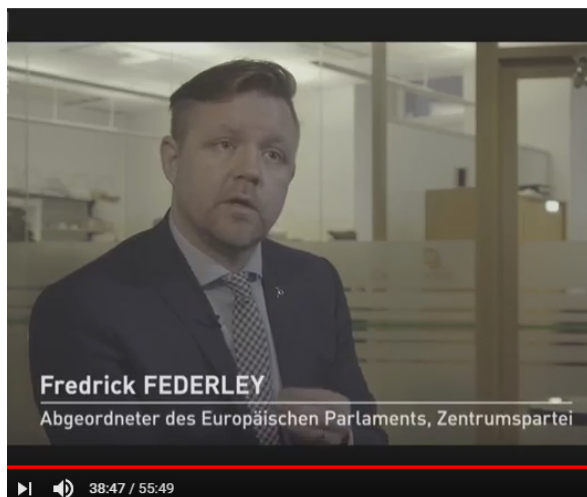 Fredrick FEDERLEY
Abgeordneter des Europäischen Parlaments, Zentrumspartei
38:47 / 55:49